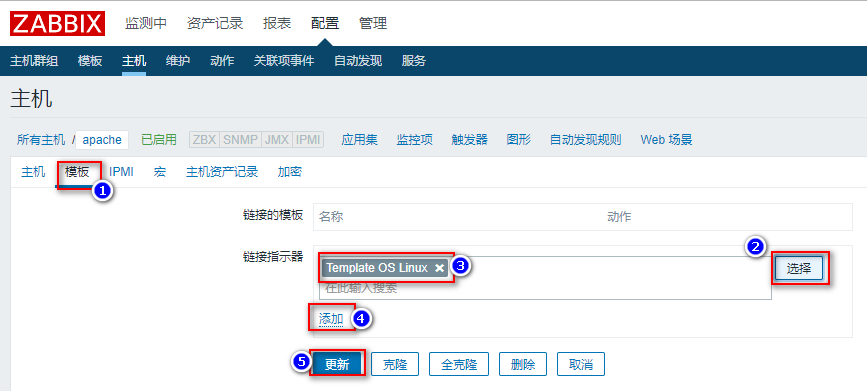 ZABBIX 监测中 资产记录 报表 配置 管理
主机群组 模板 主机 维护 动作 关联项事件 自动发现 服务
主机
所有主机 / apache 已启用 ZBX SNMP JMX IPMI 应用集 监控项 触发器 图形 自动发现规则 Web 场景
主机 模板 IPMI 宏 主机资产记录 加密
1
链接的模板 名称 动作
链接指示器 2
Template OS Linux × 3 选择
在此输入搜索
添加 4
5 更新 克隆 全克隆 删除 取消